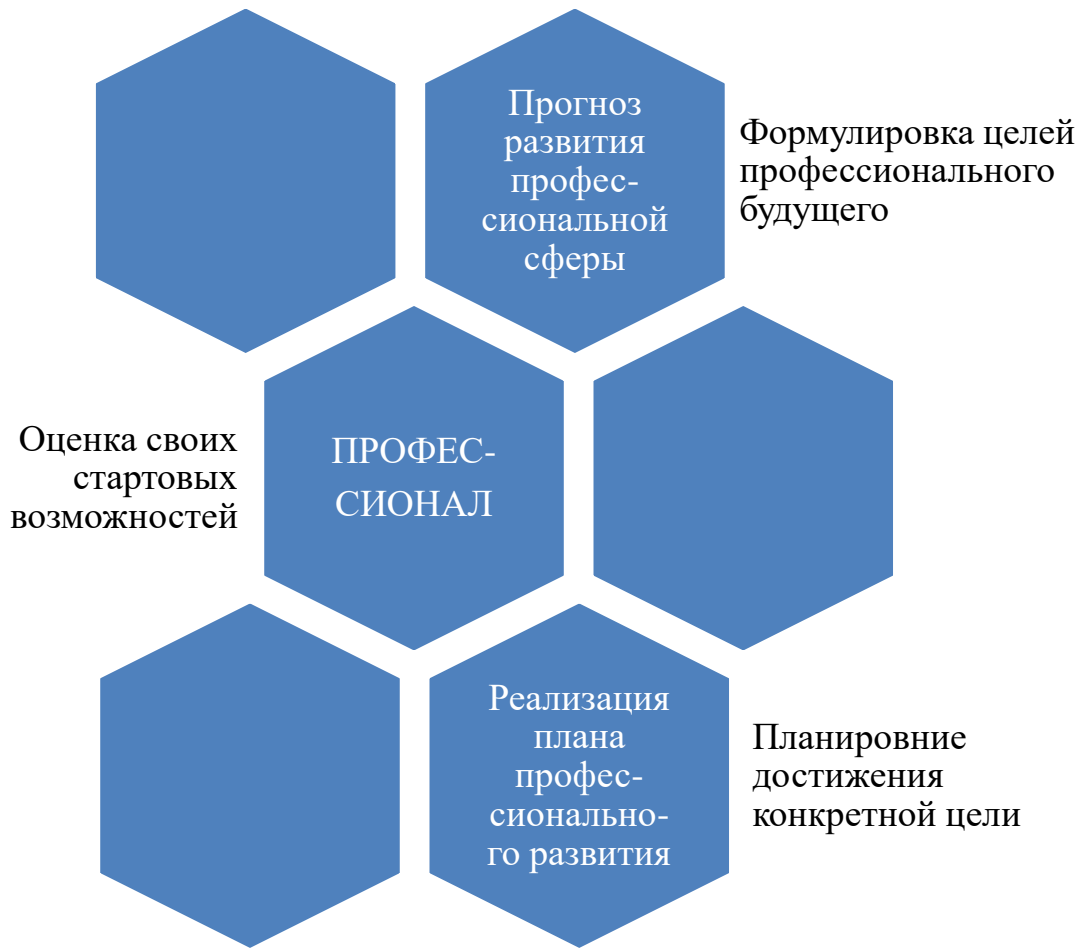 Прогноз
развития
профес-
сиональной
сферы
Формулировка целей
профессионального
будущего
Оценка своих
стартовых
возможностей
ПРОФЕС-
СИОНАЛ
Реализация
плана
профес-
сионально-
го развития
Планировние
достижения
конкретной цели